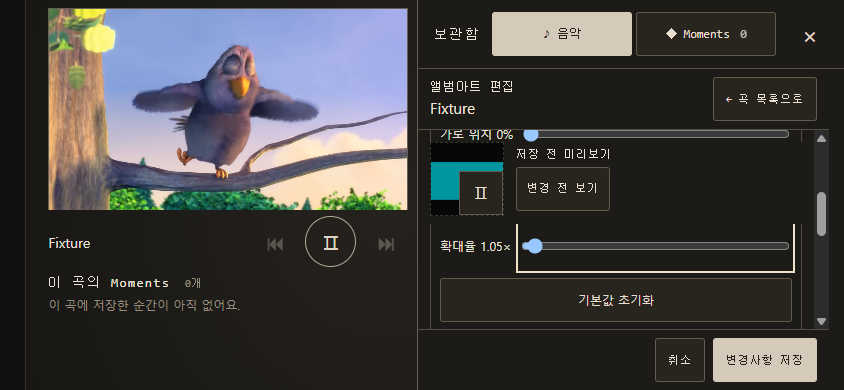 보관함
♪ 음악
◆ Moments 0
×
앨범아트 편집
Fixture
← 곡 목록으로
가로 위치 0%
저장 전 미리보기
변경 전 보기
확대율 1.05×
기본값 초기화
취소
변경사항 저장
Fixture
이 곡의 Moments 0개
이 곡에 저장한 순간이 아직 없어요.